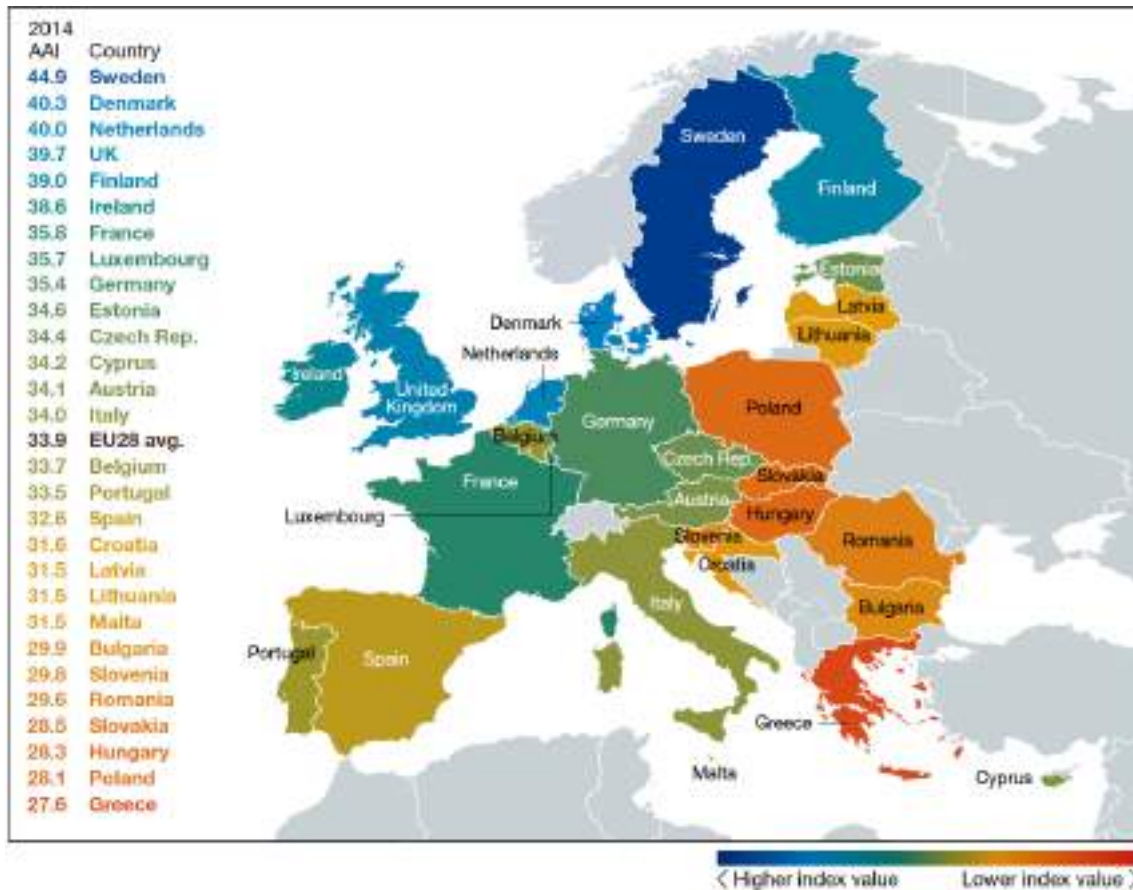 2014
AAI Country
44.9 Sweden
40.3 Denmark
40.0 Netherlands
39.7 UK
39.0 Finland
38.6 Ireland
35.8 France
35.7 Luxembourg
35.4 Germany
34.6 Estonia
34.4 Czech Rep.
34.2 Cyprus
34.1 Austria
34.0 Italy
33.9 EU28 avg.
33.7 Belgium
33.5 Portugal
32.6 Spain
31.6 Croatia
31.5 Latvia
31.5 Lithuania
31.5 Malta
29.9 Bulgaria
29.8 Slovenia
29.6 Romania
28.5 Slovakia
28.3 Hungary
28.1 Poland
27.6 Greece
Sweden
Finland
Estonia
Latvia
Lithuania
Denmark
Netherlands
Ireland
United
Kingdom
Belgium
Germany
Poland
Czech Rep.
Slovakia
France
Austria
Luxembourg
Hungary
Slovenia
Romania
Croatia
Bulgaria
Italy
Portugal
Spain
Greece
Malta
Cyprus
< Higher index value
Lower index value >